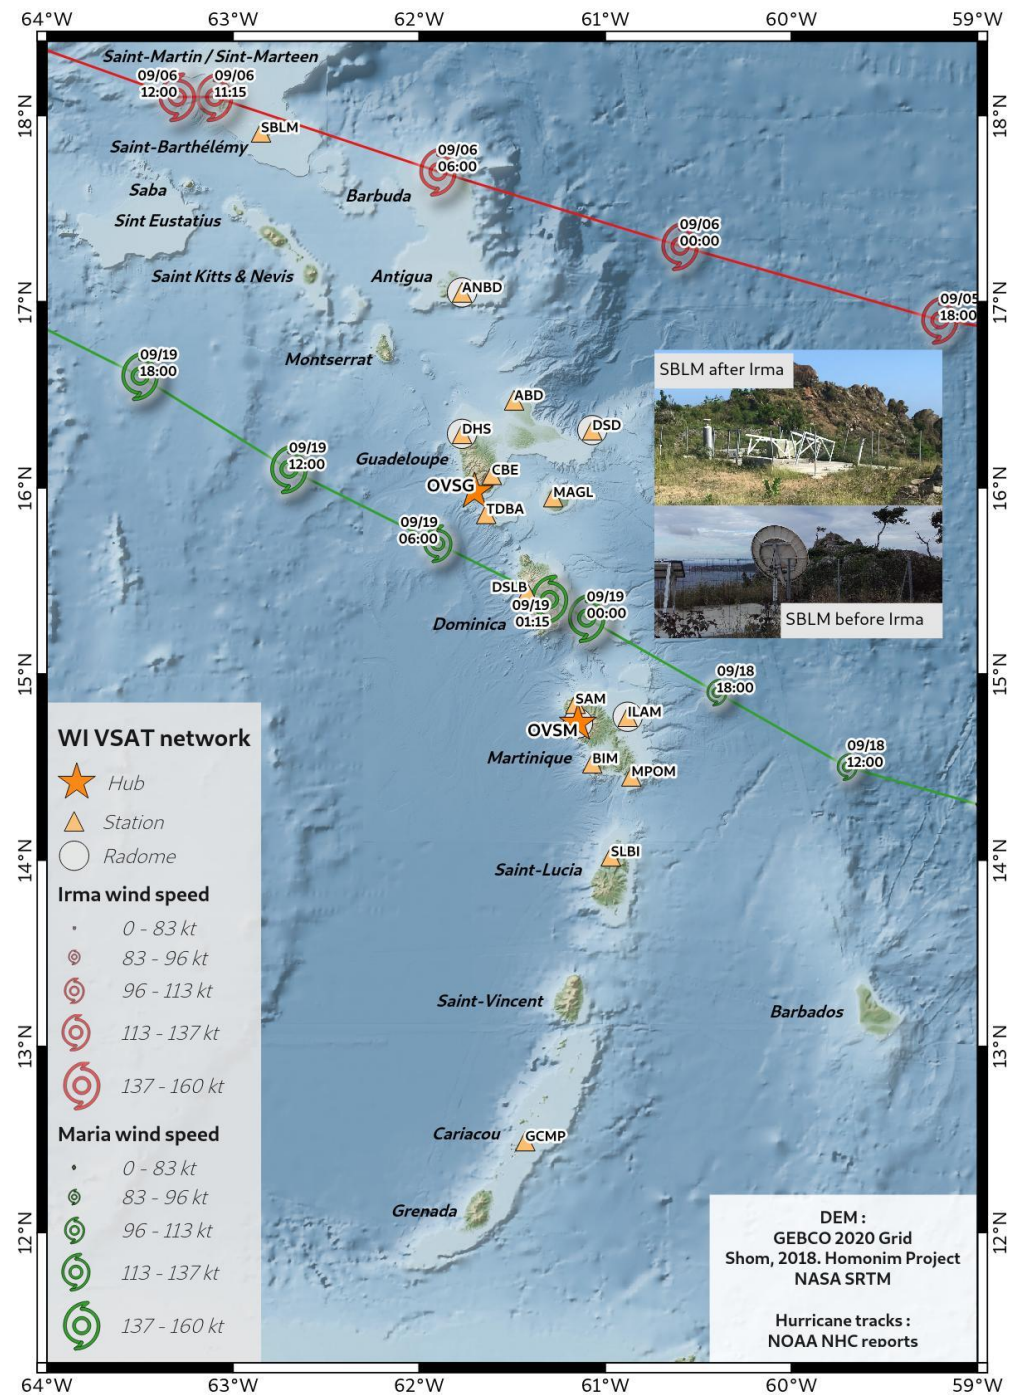 64°W 63°W 62°W 61°W 60°W 59°W
Saint-Martin / Sint-Marteen
09/06
12:00
09/06
11:15
18°N
18°N
SBLM
Saint-Barthélémy
09/06
06:00
Saba
Barbuda
Sint Eustatius
09/06
00:00
Saint Kitts & Nevis
Antigua
ANBD
17°N
17°N
09/05
18:00
Montserrat
09/19
18:00
SBLM after Irma
ABD
DHS
DSD
09/19
12:00
Guadeloupe
CBE
OVSG
MAGL
16°N
16°N
TDBA
09/19
06:00
DSLB
09/19
01:15
09/19
00:00
Dominica
SBLM before Irma
15°N
15°N
09/18
18:00
SAM
ILAM
OVSM
Martinique
BIM
MPOM
09/18
12:00
WI VSAT network
Hub
Station
Radome
14°N
14°N
SLBI
Saint-Lucia
Irma wind speed
0 - 83 kt
83 - 96 kt
96 - 113 kt
113 - 137 kt
137 - 160 kt
Saint-Vincent
Barbados
13°N
13°N
Maria wind speed
0 - 83 kt
83 - 96 kt
96 - 113 kt
113 - 137 kt
137 - 160 kt
Cariacou
GCMP
Grenada
12°N
12°N
DEM :
GEBCO 2020 Grid
Shom, 2018. Homonim Project
NASA SRTM
Hurricane tracks :
NOAA NHC reports
64°W 63°W 62°W 61°W 60°W 59°W